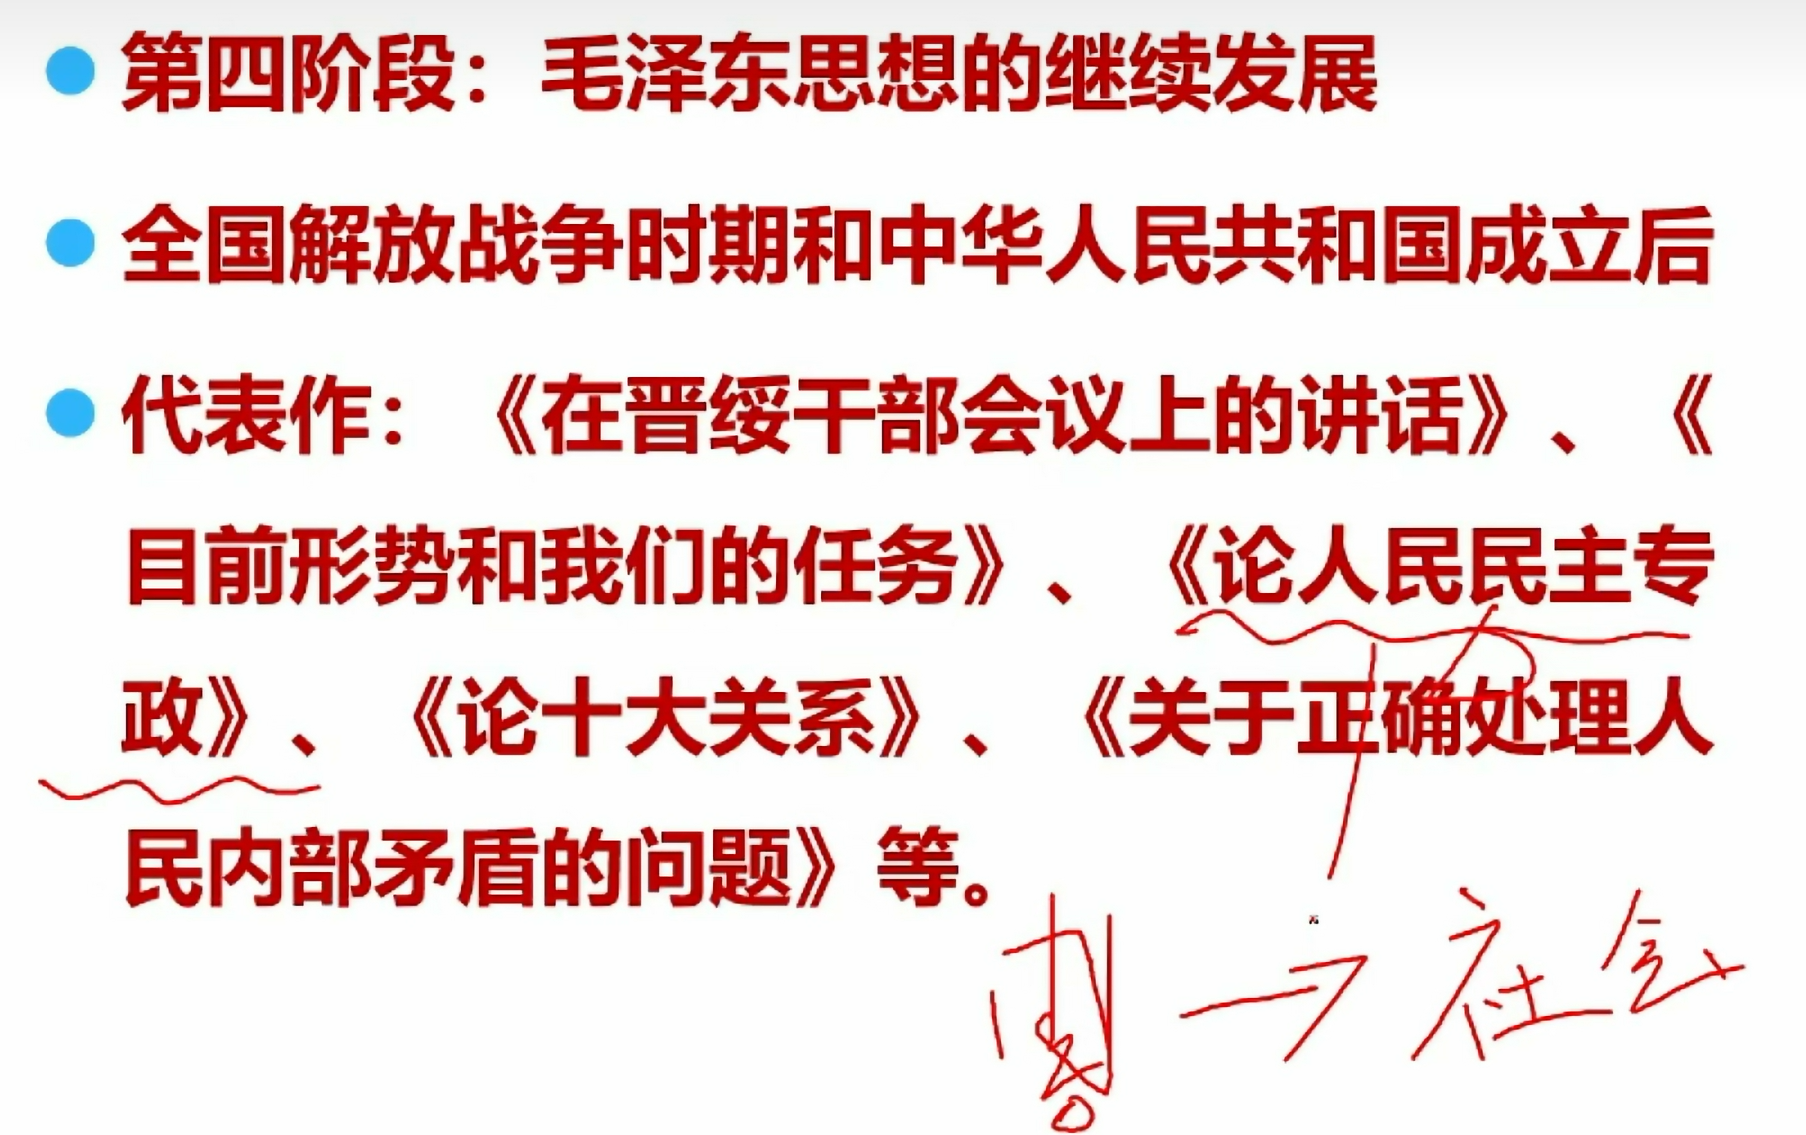 第四阶段：毛泽东思想的继续发展
全国解放战争时期和中华人民共和国成立后
代表作：《在晋绥干部会议上的讲话》、《
目前形势和我们的任务》、《论人民民主专
政》、《论十大关系》、《关于正确处理人
民内部矛盾的问题》等。
→社会